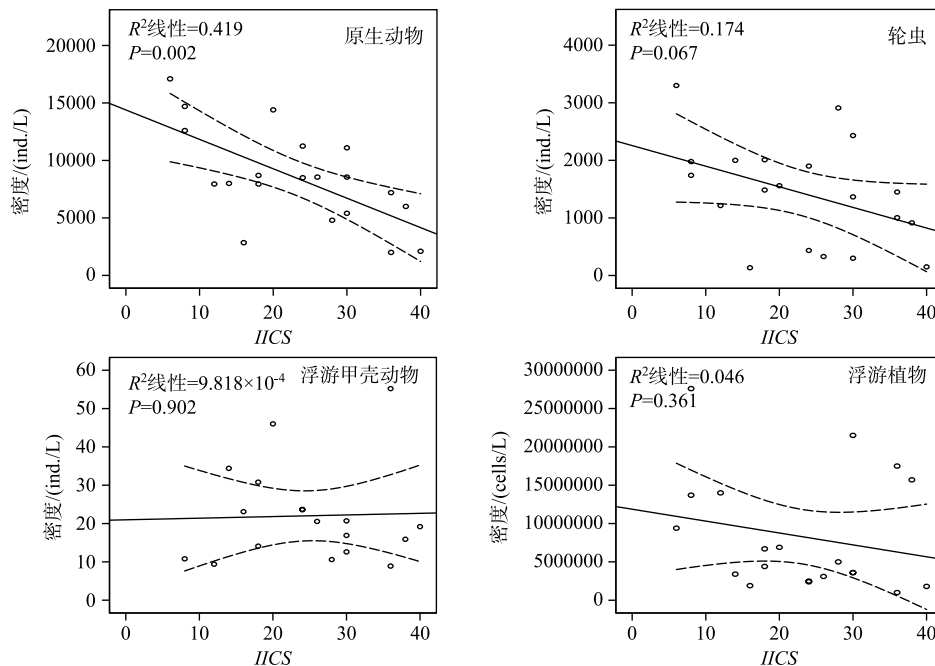 R²线性=0.419
P=0.002
原生动物
20000
15000
10000
5000
0
密度/(ind./L)
0 10 20 30 40
IICS
R²线性=0.174
P=0.067
轮虫
4000
3000
2000
1000
0
密度/(ind./L)
0 10 20 30 40
IICS
R²线性=9.818×10⁻⁴
P=0.902
浮游甲壳动物
60
50
40
30
20
10
0
密度/(ind./L)
0 10 20 30 40
IICS
R²线性=0.046
P=0.361
浮游植物
30000000
25000000
20000000
15000000
10000000
5000000
0
密度/(cells/L)
0 10 20 30 40
IICS